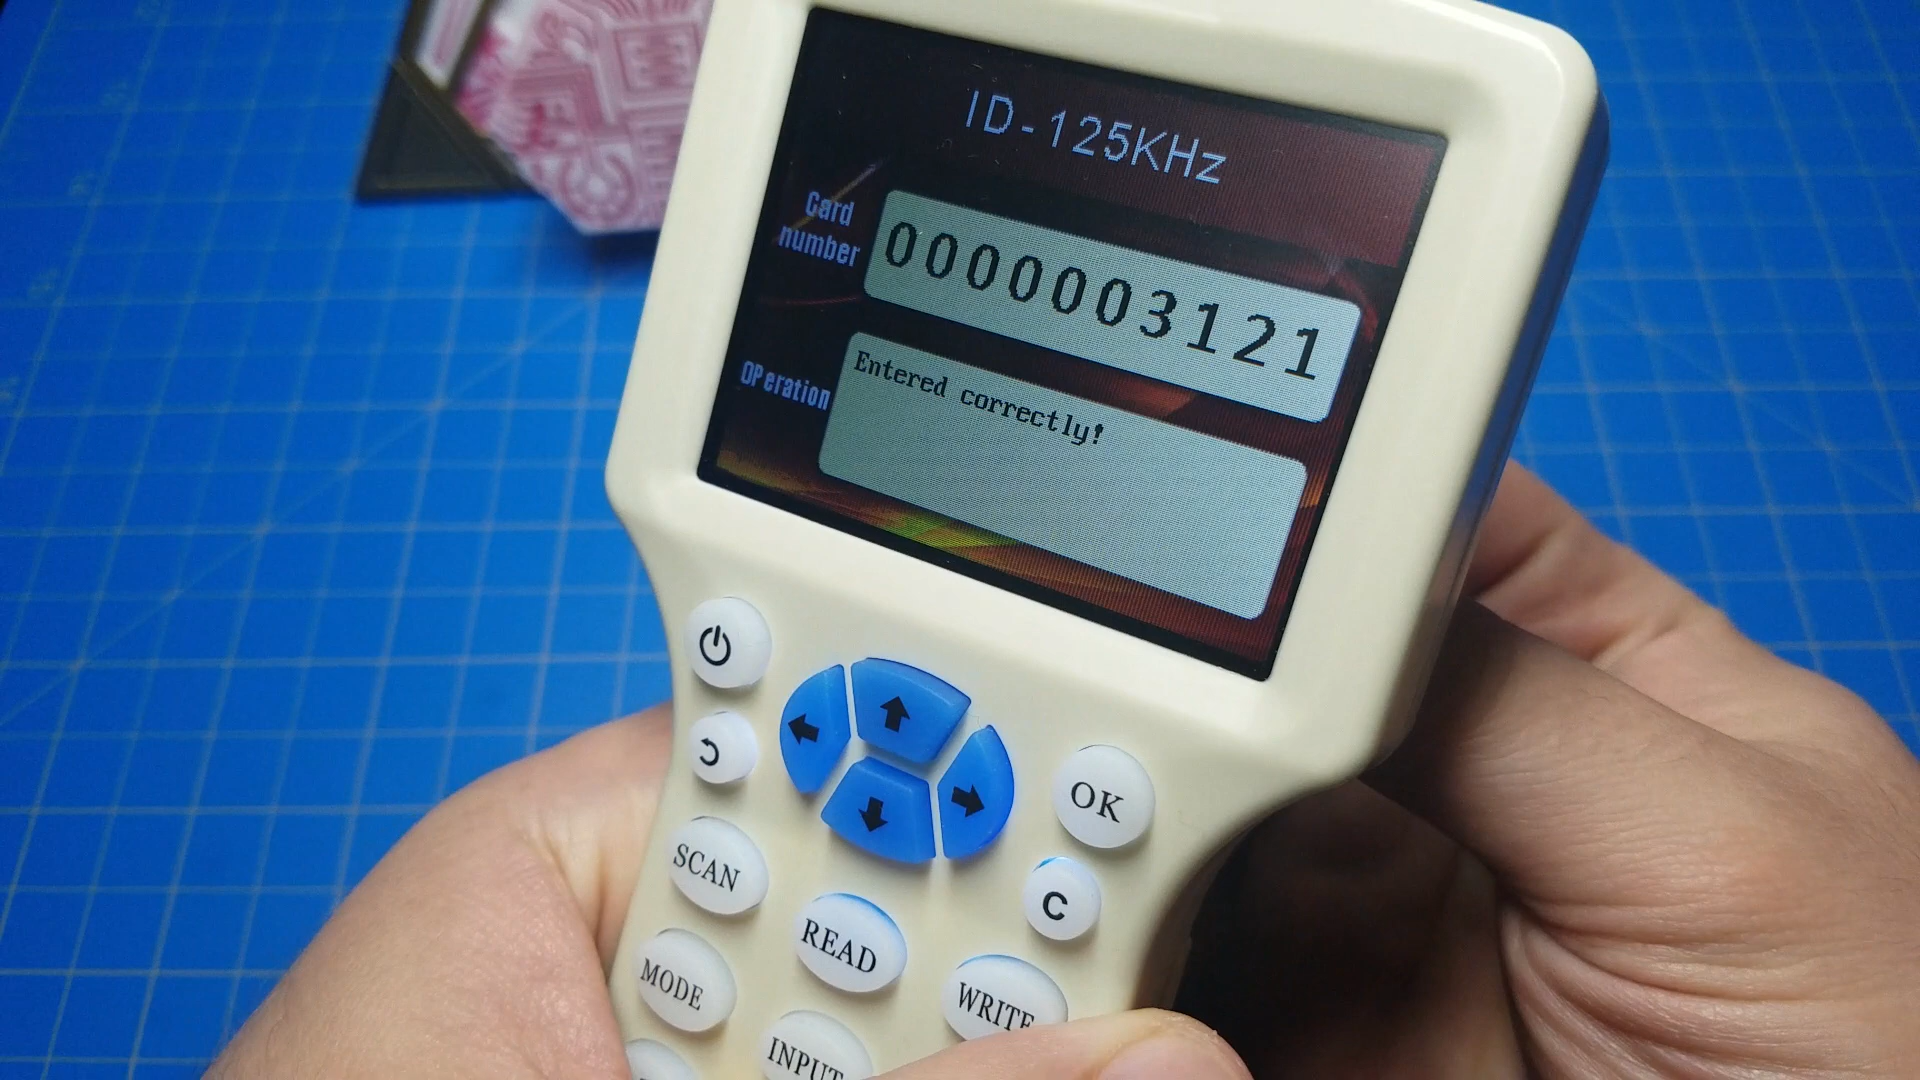 ID-125KHz
Card
number
0000003121
OPeration
Entered correctly!
OK
SCAN
C
READ
MODE
WRITE
INPUT